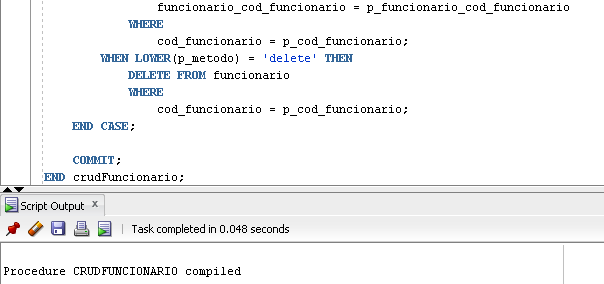 funcionario_cod_funcionario = p_funcionario_cod_funcionario
WHERE
cod_funcionario = p_cod_funcionario;
WHEN LOWER(p_metodo) = 'delete' THEN
DELETE FROM funcionario
WHERE
cod_funcionario = p_cod_funcionario;
END CASE;
COMMIT;
END crudFuncionario;
Script Output x
Task completed in 0.048 seconds
Procedure CRUDFUNCIONARIO compiled